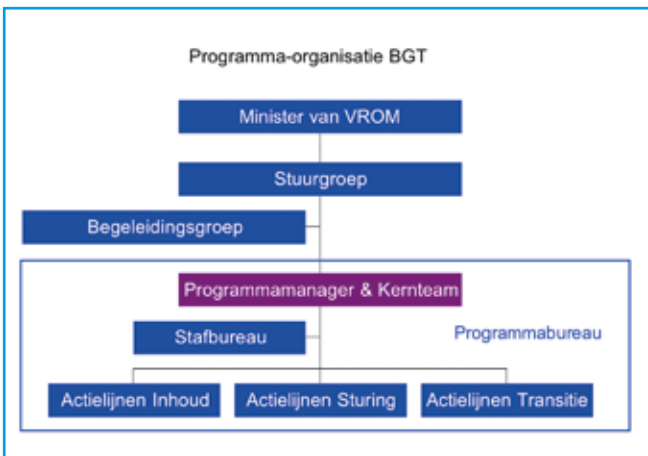 Programma-organisatie BGT
Minister van VROM
Stuurgroep
Begeleidingsgroep
Programmamanager & Kernteam
Stafbureau
Programmabureau
Actielijnen Inhoud
Actielijnen Sturing
Actielijnen Transitie